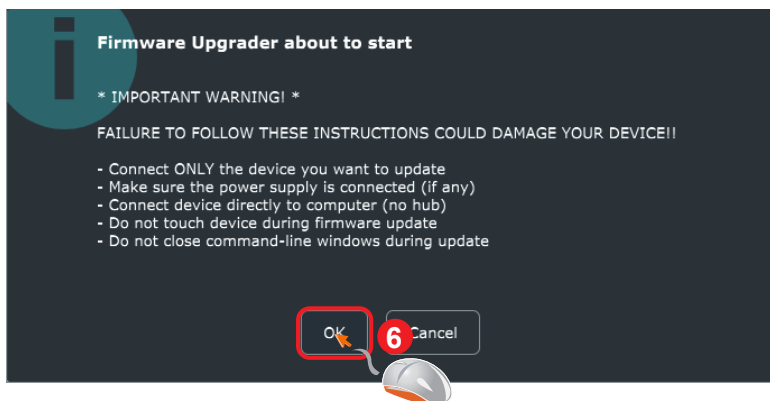 Firmware Upgrader about to start
* IMPORTANT WARNING! *
FAILURE TO FOLLOW THESE INSTRUCTIONS COULD DAMAGE YOUR DEVICE!!
- Connect ONLY the device you want to update
- Make sure the power supply is connected (if any)
- Connect device directly to computer (no hub)
- Do not touch device during firmware update
- Do not close command-line windows during update
OK 6 Cancel